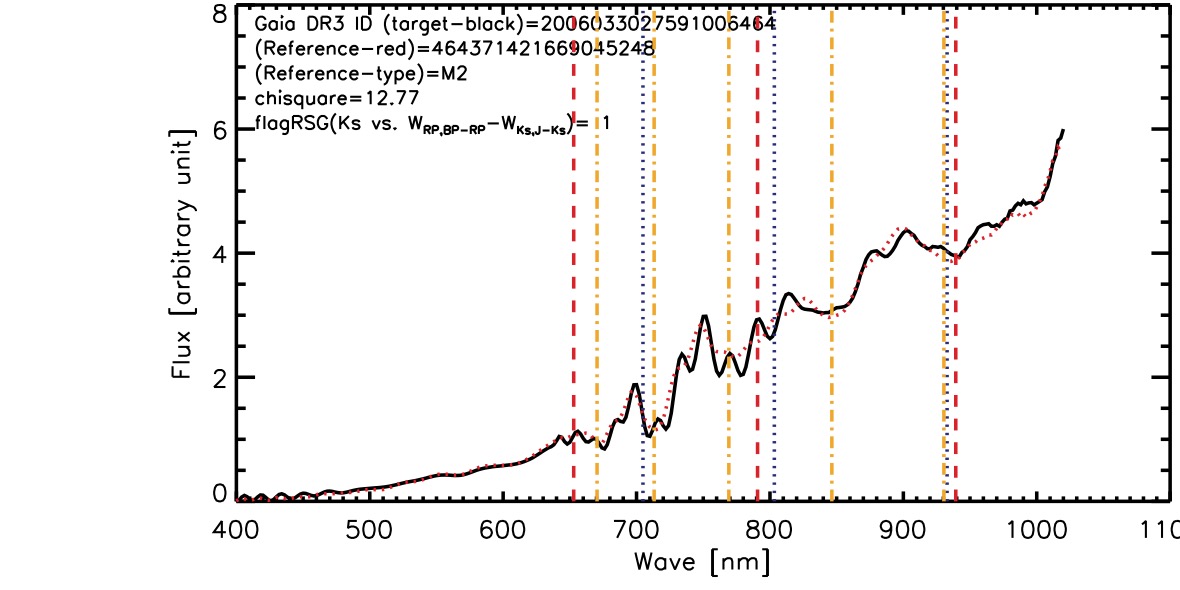 Gaia DR3 ID (target-black)=2006033027591006464
(Reference-red)=464371421669045248
(Reference-type)=M2
chisquare=12.77
flagRSG(Ks vs. WRP,BP-RP-WKs,J-Ks)= 1
8
6
4
2
0
Flux [arbitrary unit]
400 500 600 700 800 900 1000 110
Wave [nm]